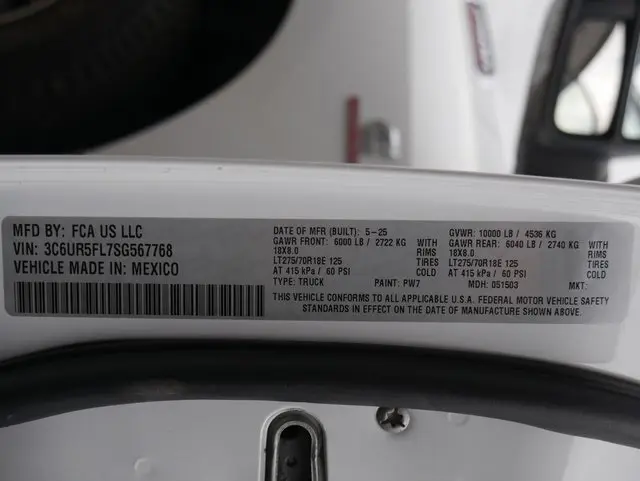 MFD BY: FCA US LLC
VIN: 3C6UR5FL7SG567768
VEHICLE MADE IN: MEXICO
DATE OF MFR (BUILT): 5-25
GAWR FRONT: 6000 LB / 2722 KG WITH
18X8.0 RIMS
LT275/70R18E 125 TIRES
AT 415 kPa / 60 PSI COLD
TYPE: TRUCK PAINT: PW7
GVWR: 10000 LB / 4536 KG
GAWR REAR: 6040 LB / 2740 KG WITH
18X8.0 RIMS
LT275/70R18E 125 TIRES
AT 415 kPa / 60 PSI COLD
MDH: 051503 MKT:
THIS VEHICLE CONFORMS TO ALL APPLICABLE U.S.A. FEDERAL MOTOR VEHICLE SAFETY
STANDARDS IN EFFECT ON THE DATE OF MANUFACTURE SHOWN ABOVE.